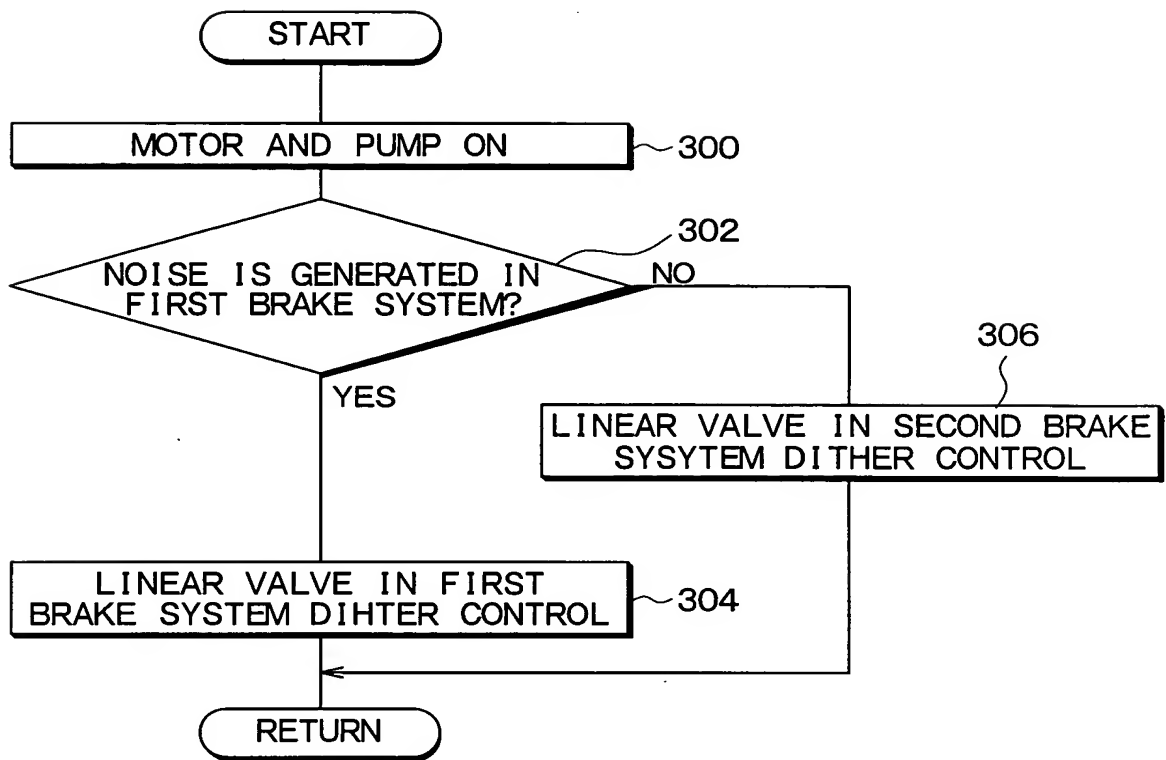 START
MOTOR AND PUMP ON
300
302
NOISE IS GENERATED IN
FIRST BRAKE SYSTEM?
NO
YES
306
LINEAR VALVE IN SECOND BRAKE
SYSYTEM DITHER CONTROL
LINEAR VALVE IN FIRST
BRAKE SYSTEM DIHTER CONTROL
304
RETURN